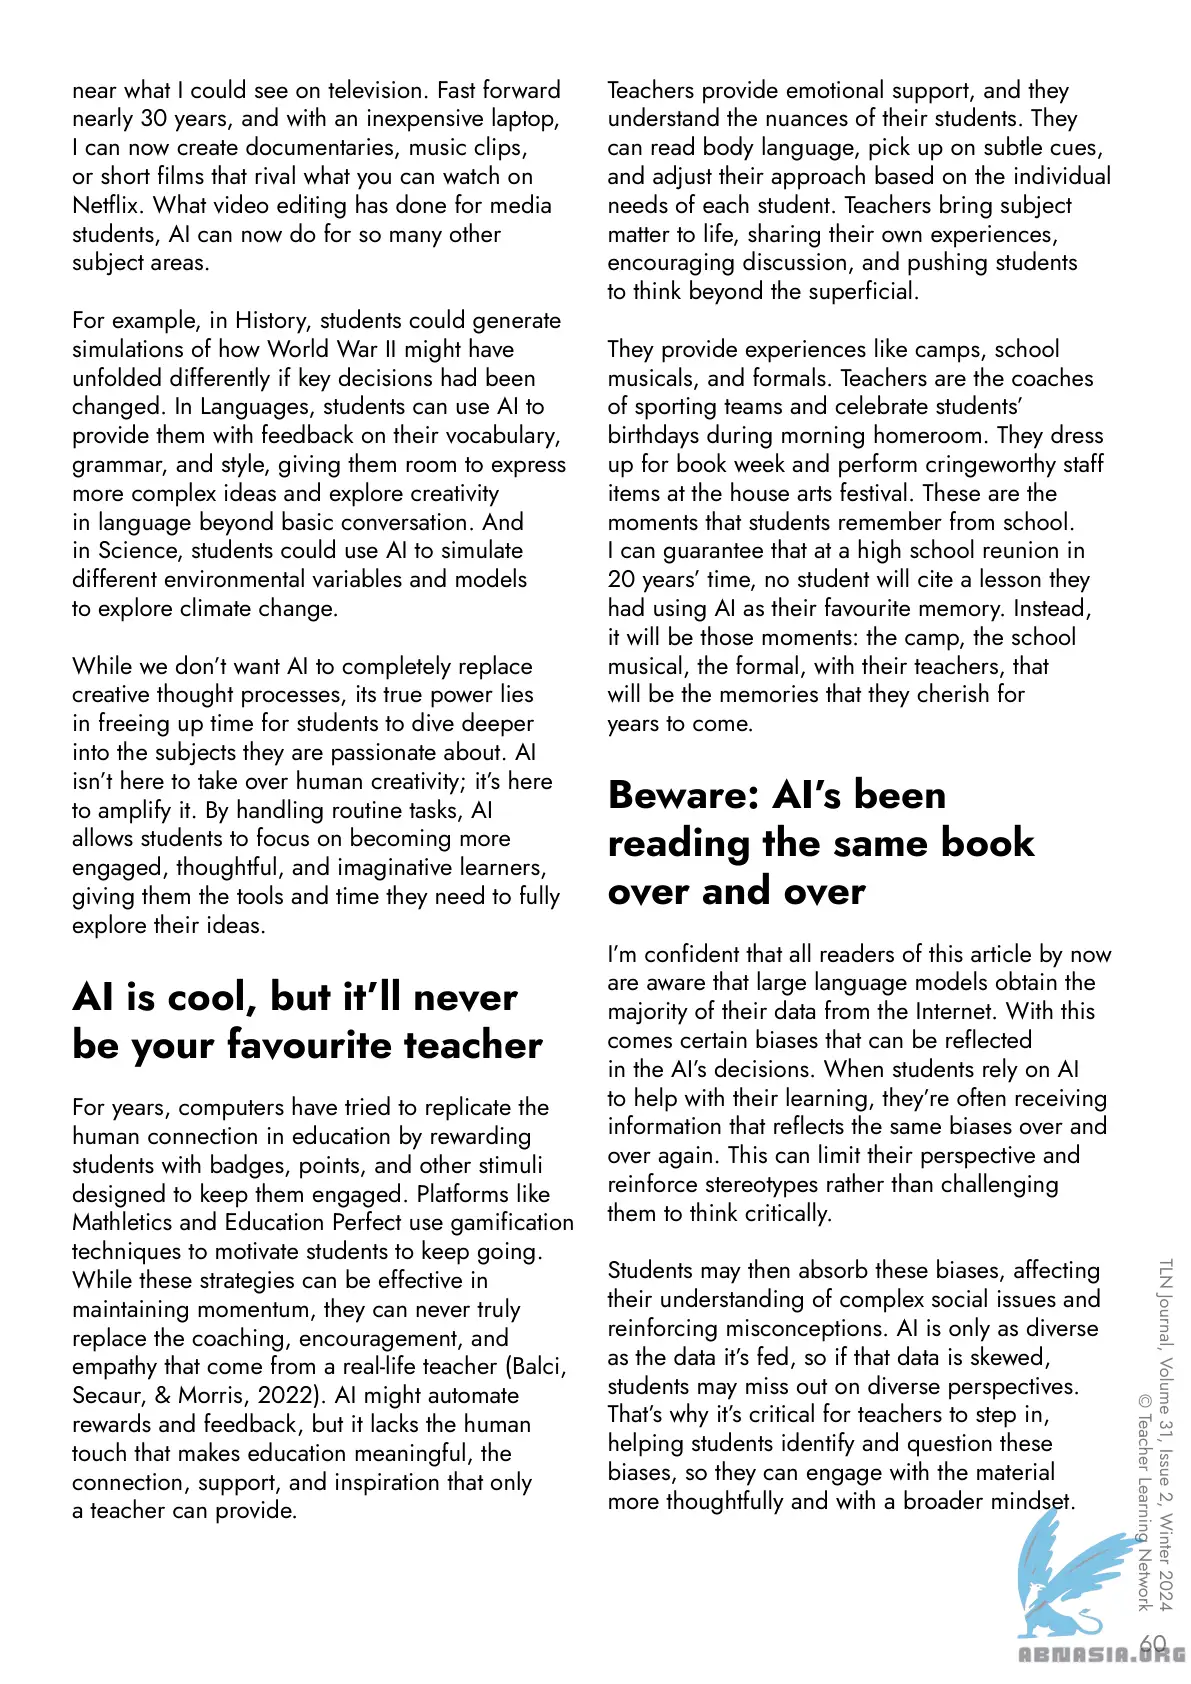 near what I could see on television. Fast forward
nearly 30 years, and with an inexpensive laptop,
I can now create documentaries, music clips,
or short films that rival what you can watch on
Netflix. What video editing has done for media
students, AI can now do for so many other
subject areas.
For example, in History, students could generate
simulations of how World War II might have
unfolded differently if key decisions had been
changed. In Languages, students can use AI to
provide them with feedback on their vocabulary,
grammar, and style, giving them room to express
more complex ideas and explore creativity
in language beyond basic conversation. And
in Science, students could use AI to simulate
different environmental variables and models
to explore climate change.
While we don’t want AI to completely replace
creative thought processes, its true power lies
in freeing up time for students to dive deeper
into the subjects they are passionate about. AI
isn’t here to take over human creativity; it’s here
to amplify it. By handling routine tasks, AI
allows students to focus on becoming more
engaged, thoughtful, and imaginative learners,
giving them the tools and time they need to fully
explore their ideas.
AI is cool, but it’ll never
be your favourite teacher
For years, computers have tried to replicate the
human connection in education by rewarding
students with badges, points, and other stimuli
designed to keep them engaged. Platforms like
Mathletics and Education Perfect use gamification
techniques to motivate students to keep going.
While these strategies can be effective in
maintaining momentum, they can never truly
replace the coaching, encouragement, and
empathy that come from a real-life teacher (Balci,
Secaur, & Morris, 2022). AI might automate
rewards and feedback, but it lacks the human
touch that makes education meaningful, the
connection, support, and inspiration that only
a teacher can provide.
Teachers provide emotional support, and they
understand the nuances of their students. They
can read body language, pick up on subtle cues,
and adjust their approach based on the individual
needs of each student. Teachers bring subject
matter to life, sharing their own experiences,
encouraging discussion, and pushing students
to think beyond the superficial.
They provide experiences like camps, school
musicals, and formals. Teachers are the coaches
of sporting teams and celebrate students’
birthdays during morning homeroom. They dress
up for book week and perform cringeworthy staff
items at the house arts festival. These are the
moments that students remember from school.
I can guarantee that at a high school reunion in
20 years’ time, no student will cite a lesson they
had using AI as their favourite memory. Instead,
it will be those moments: the camp, the school
musical, the formal, with their teachers, that
will be the memories that they cherish for
years to come.
Beware: AI’s been
reading the same book
over and over
I’m confident that all readers of this article by now
are aware that large language models obtain the
majority of their data from the Internet. With this
comes certain biases that can be reflected
in the AI’s decisions. When students rely on AI
to help with their learning, they’re often receiving
information that reflects the same biases over and
over again. This can limit their perspective and
reinforce stereotypes rather than challenging
them to think critically.
Students may then absorb these biases, affecting
their understanding of complex social issues and
reinforcing misconceptions. AI is only as diverse
as the data it’s fed, so if that data is skewed,
students may miss out on diverse perspectives.
That’s why it’s critical for teachers to step in,
helping students identify and question these
biases, so they can engage with the material
more thoughtfully and with a broader mindset.
TLN Journal, Volume 31, Issue 2, Winter 2024
© Teacher Learning Network
60
ABNASIA.ORG